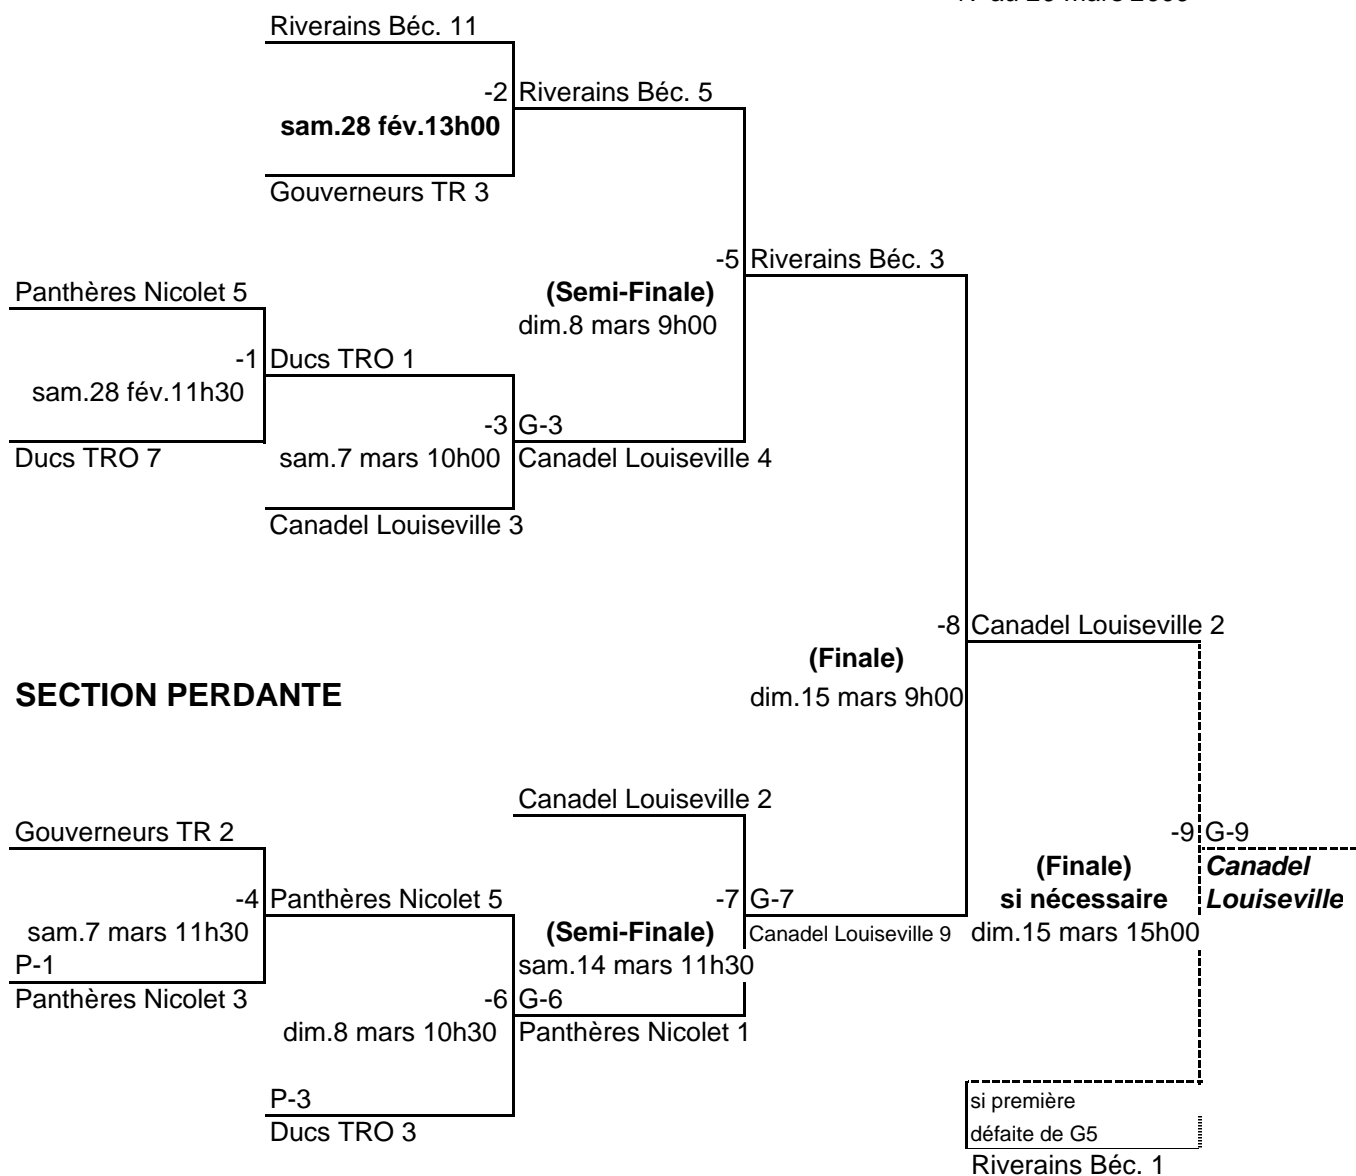 Riverains Béc. 11
-2 Riverains Béc. 5
sam.28 fév.13h00
Gouverneurs TR 3
-5 Riverains Béc. 3
Panthères Nicolet 5
(Semi-Finale)
dim.8 mars 9h00
-1 Ducs TRO 1
sam.28 fév.11h30
-3 G-3
Ducs TRO 7
sam.7 mars 10h00
Canadel Louiseville 4
Canadel Louiseville 3
-8 Canadel Louiseville 2
(Finale)
SECTION PERDANTE
dim.15 mars 9h00
Canadel Louiseville 2
Gouverneurs TR 2
-9 G-9
(Finale)
Canadel
-4 Panthères Nicolet 5
-7 G-7
si nécessaire
Louiseville
sam.7 mars 11h30
(Semi-Finale)
Canadel Louiseville 9
dim.15 mars 15h00
P-1
sam.14 mars 11h30
Panthères Nicolet 3
-6 G-6
dim.8 mars 10h30
Panthères Nicolet 1
P-3
si première
Ducs TRO 3
défaite de G5
Riverains Béc. 1